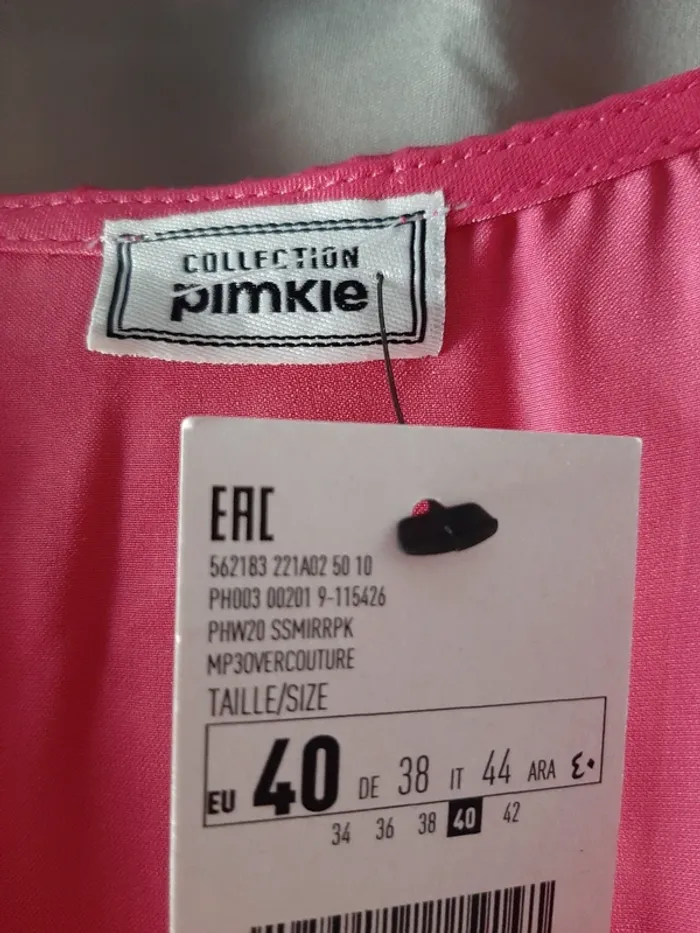 COLLECTION
pimkie
EAC
562183 221A02 50 10
PH003 00201 9-115426
PHW20 SSMIRRPK
MP3OVERCOUTURE
TAILLE/SIZE
EU 40 DE 38 IT 44 ARA ٤٠
34 36 38 40 42